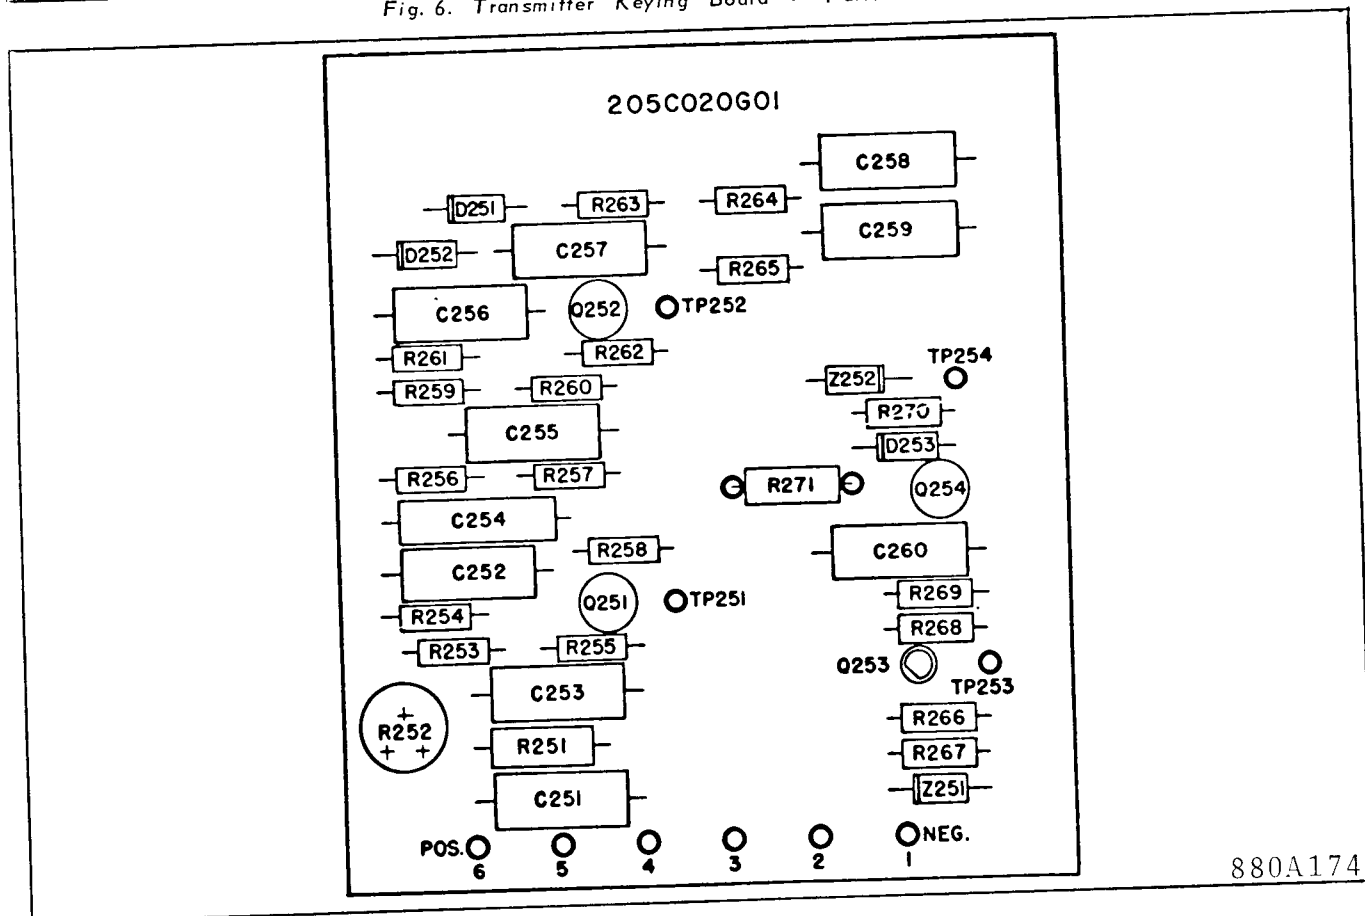 Fig. 6. Transmitter Keying Board
205C020G01
C258
D251 R263 R264
C259
D252 C257
R265
C256 Q252 TP252
R261 R262
TP254
Z252
R259 R260
R270
C255
D253
R256 R257
R271 Q254
C254
R258 C260
C252
R269
Q251 TP251
R254
R268
R253 R255
Q253
TP253
C253
R252
R266
R251
R267
C251
Z251
POS. NEG.
6 5 4 3 2 1
880A174